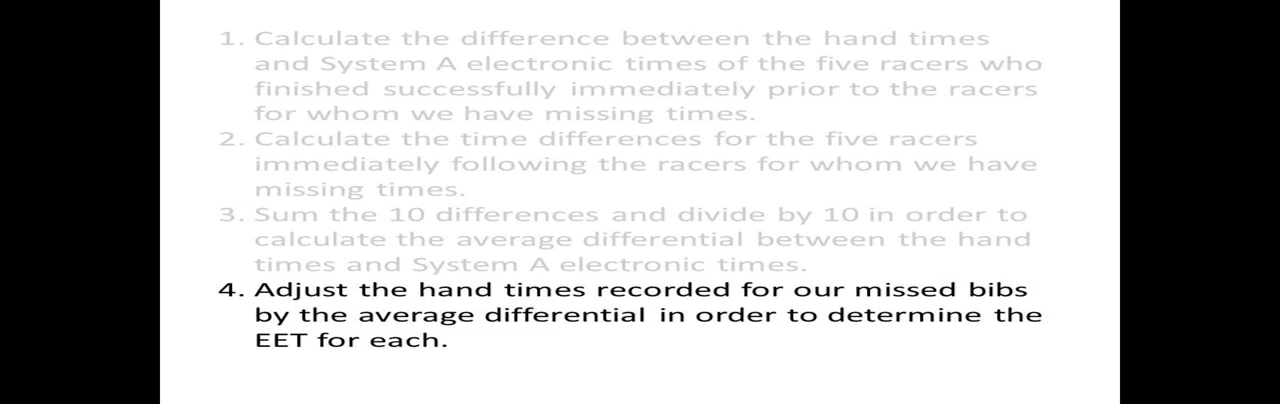 1. Calculate the difference between the hand times
and System A electronic times of the five racers who
finished successfully immediately prior to the racers
for whom we have missing times.
2. Calculate the time differences for the five racers
immediately following the racers for whom we have
missing times.
3. Sum the 10 differences and divide by 10 in order to
calculate the average differential between the hand
times and System A electronic times.
4. Adjust the hand times recorded for our missed bibs
by the average differential in order to determine the
EET for each.